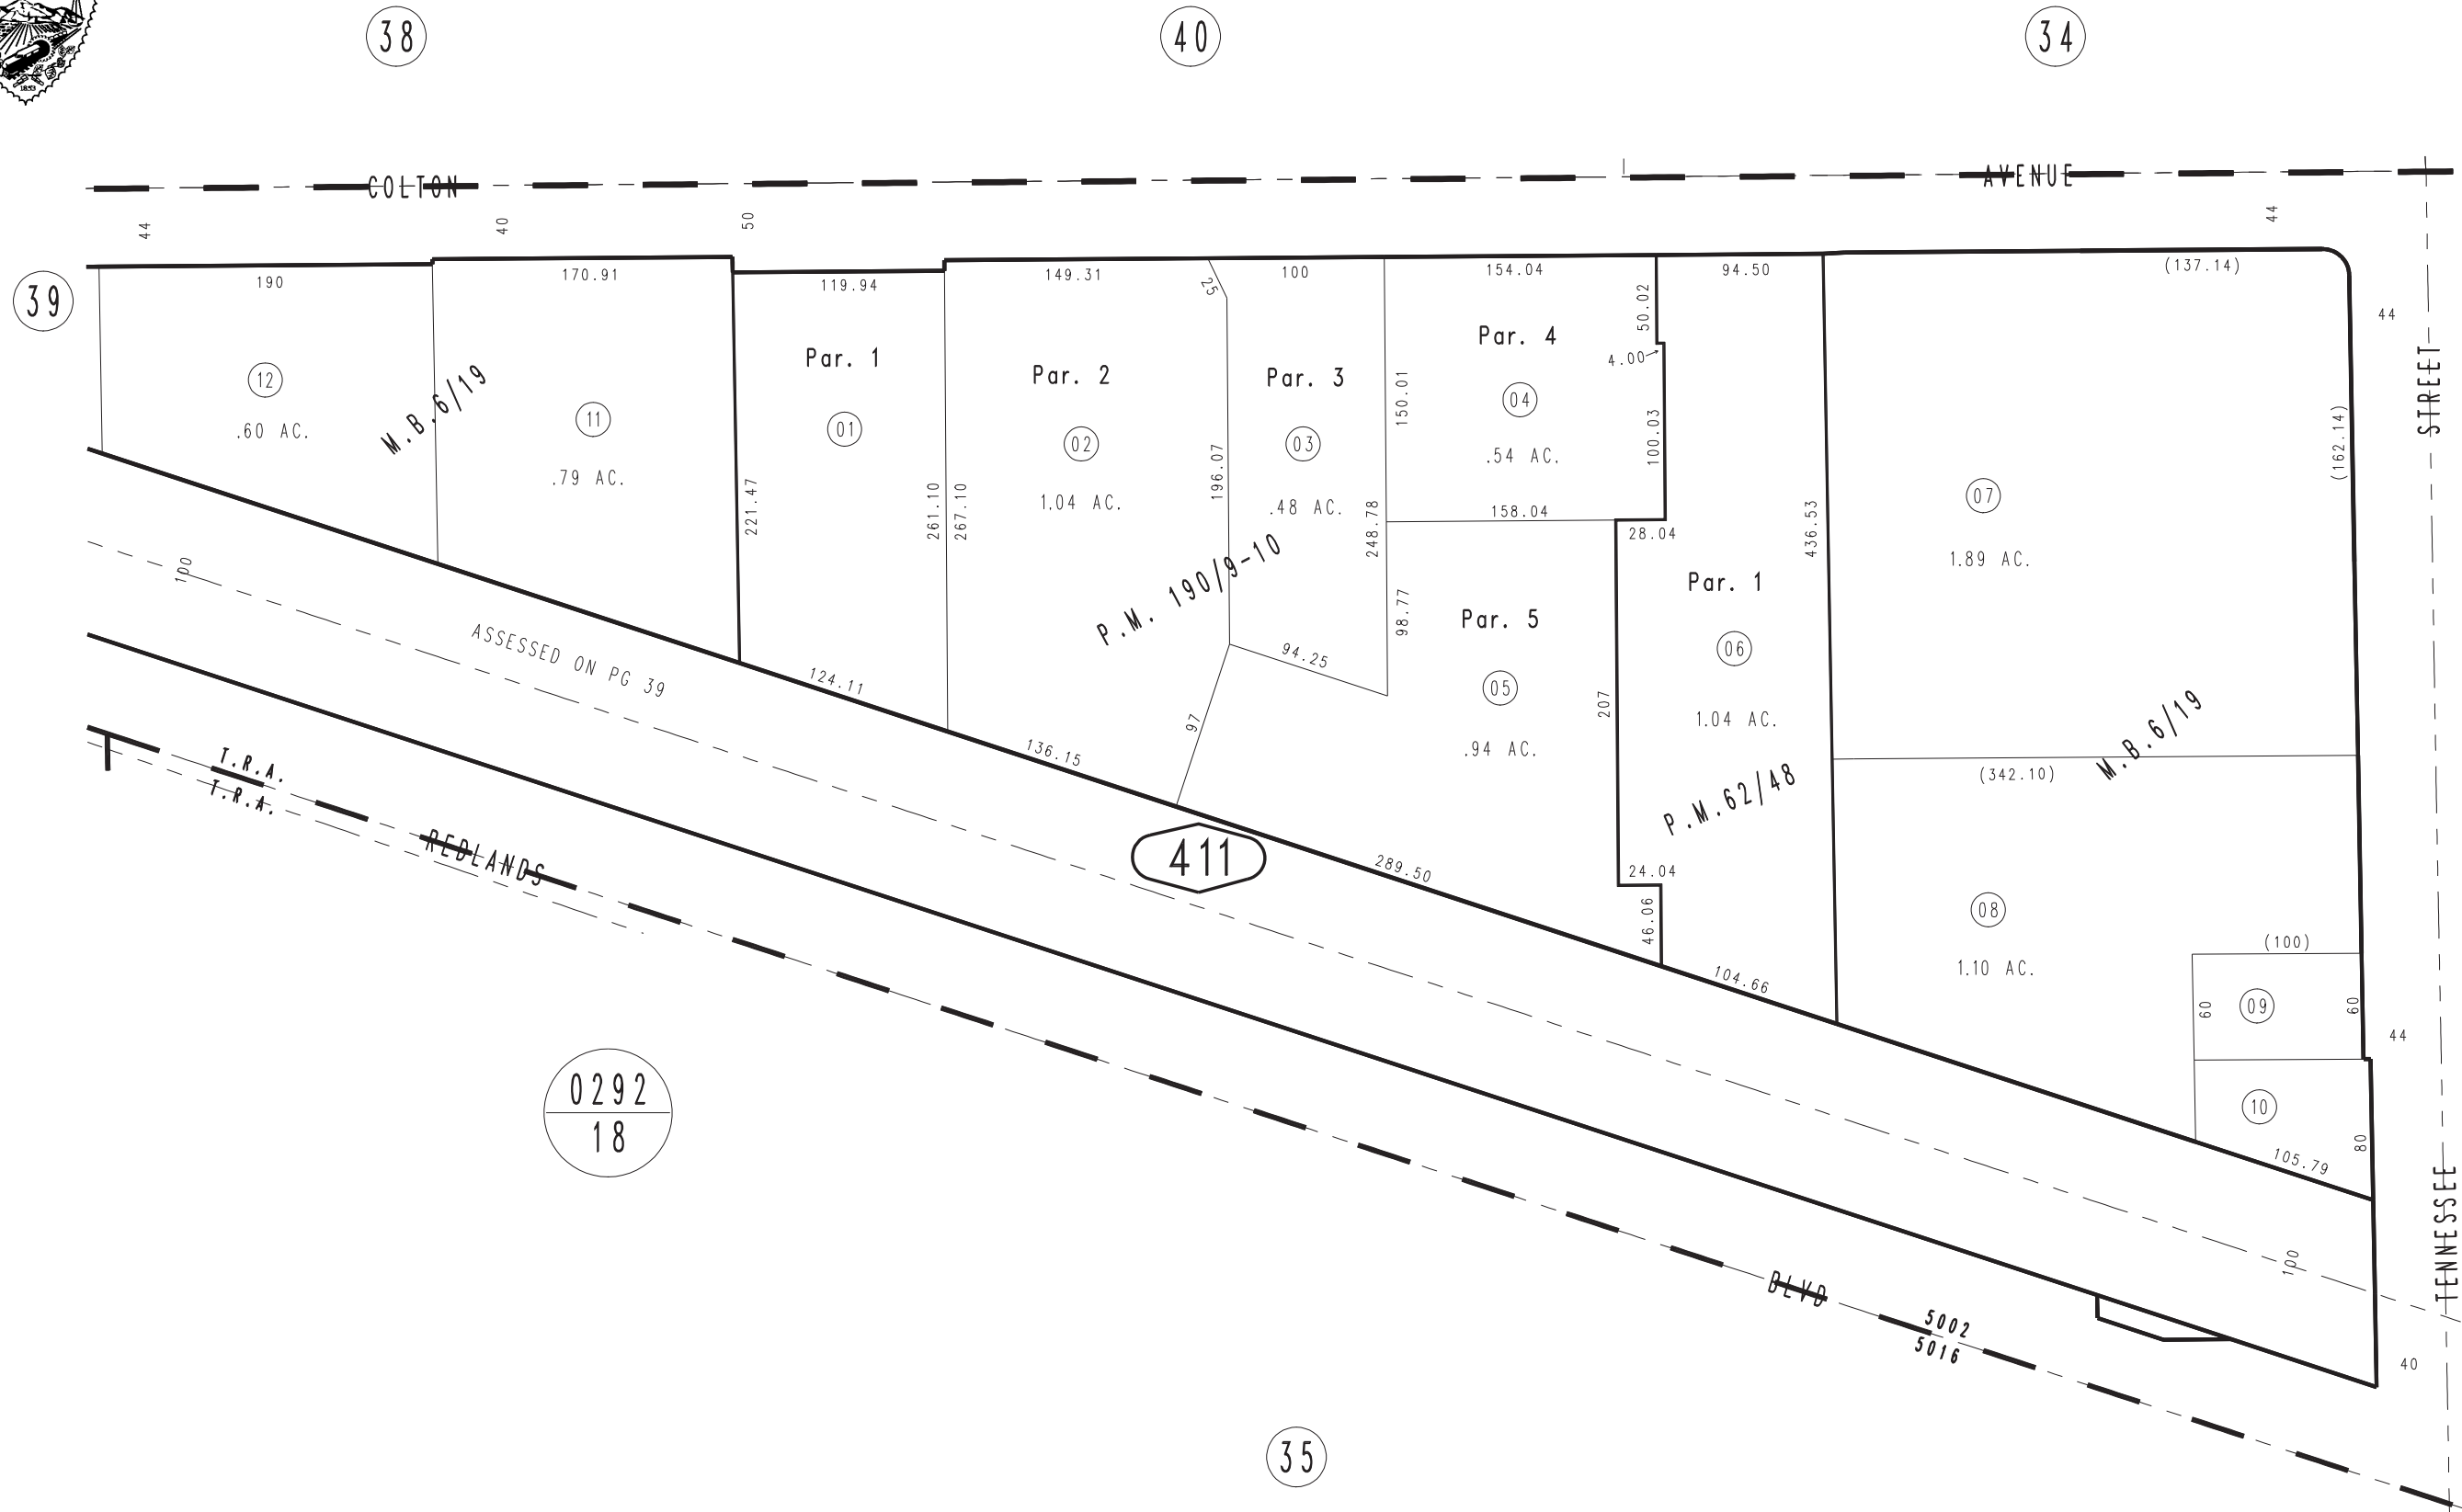 38
40
34
1853
COLTON
AVENUE
44
40
50
44
39
190
170.91
119.94
149.31
25
100
154.04
94.50
(137.14)
44
STREET
12
.60 AC.
M.B.6/19
11
.79 AC.
Par. 1
01
221.47
261.10
267.10
Par. 2
02
1.04 AC.
196.07
Par. 3
03
.48 AC.
248.78
150.01
Par. 4
04
.54 AC.
158.04
50.02
4.00
100.03
28.04
436.53
07
1.89 AC.
(162.14)
100
ASSESSED ON PG 39
124.11
P.M. 190/9-10
136.15
97
94.25
98.77
Par. 5
05
.94 AC.
207
Par. 1
06
1.04 AC.
P.M.62/48
M.B.6/19
(342.10)
T.R.A.
T.R.A.
REDLANDS
411
289.50
24.04
46.06
104.66
08
1.10 AC.
(100)
60
09
60
44
10
80
105.79
0292
18
100
TENNESSEE
BLVD
5002
5016
40
35